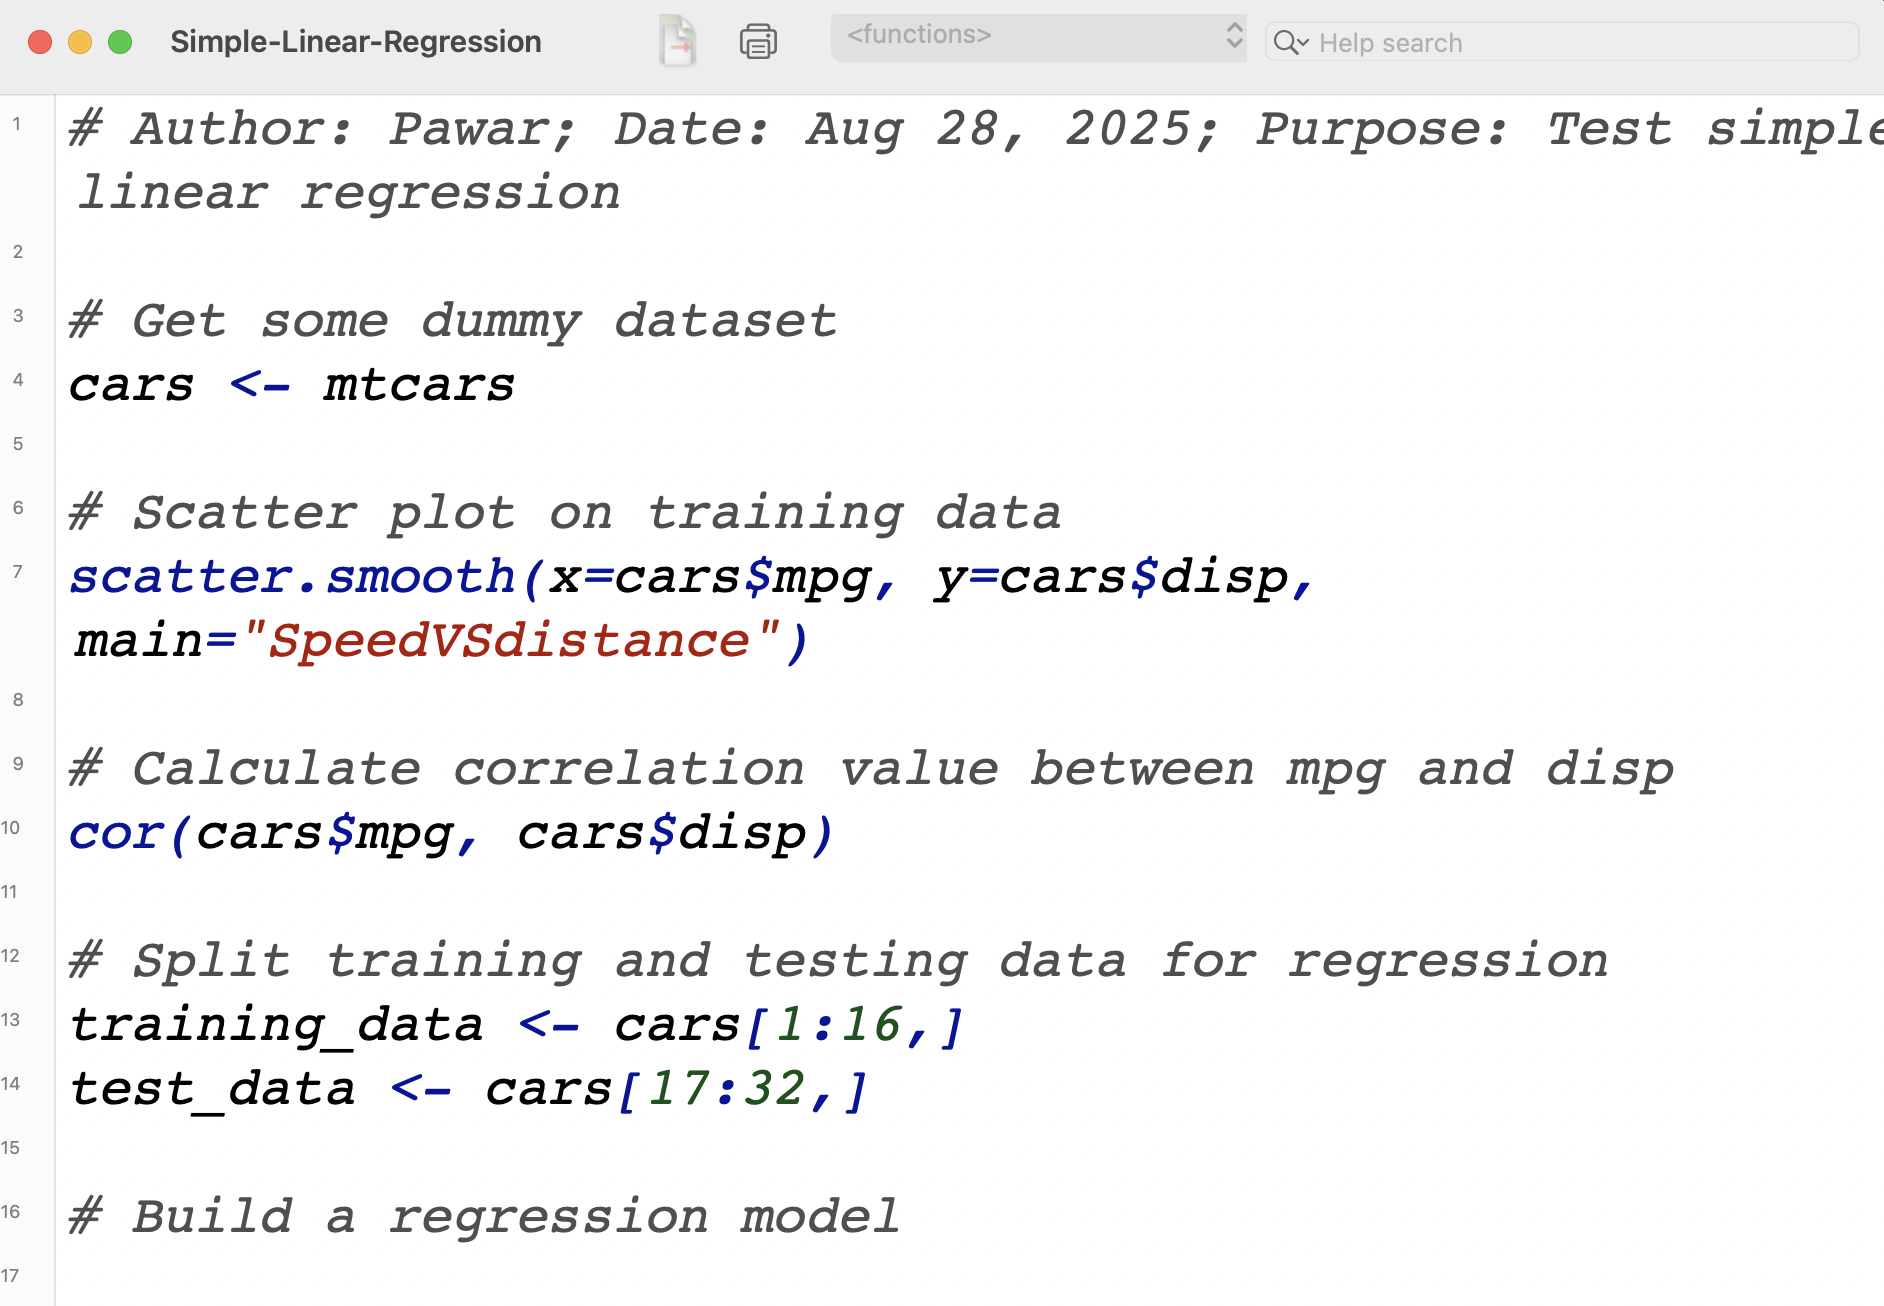 Simple-Linear-Regression
<functions>
Help search
1 # Author: Pawar; Date: Aug 28, 2025; Purpose: Test simple
linear regression
2
3 # Get some dummy dataset
4 cars <- mtcars
5
6 # Scatter plot on training data
7 scatter.smooth(x=cars$mpg, y=cars$disp,
main="SpeedVSdistance")
8
9 # Calculate correlation value between mpg and disp
10 cor(cars$mpg, cars$disp)
11
12 # Split training and testing data for regression
13 training_data <- cars[1:16,]
14 test_data <- cars[17:32,]
15
16 # Build a regression model
17